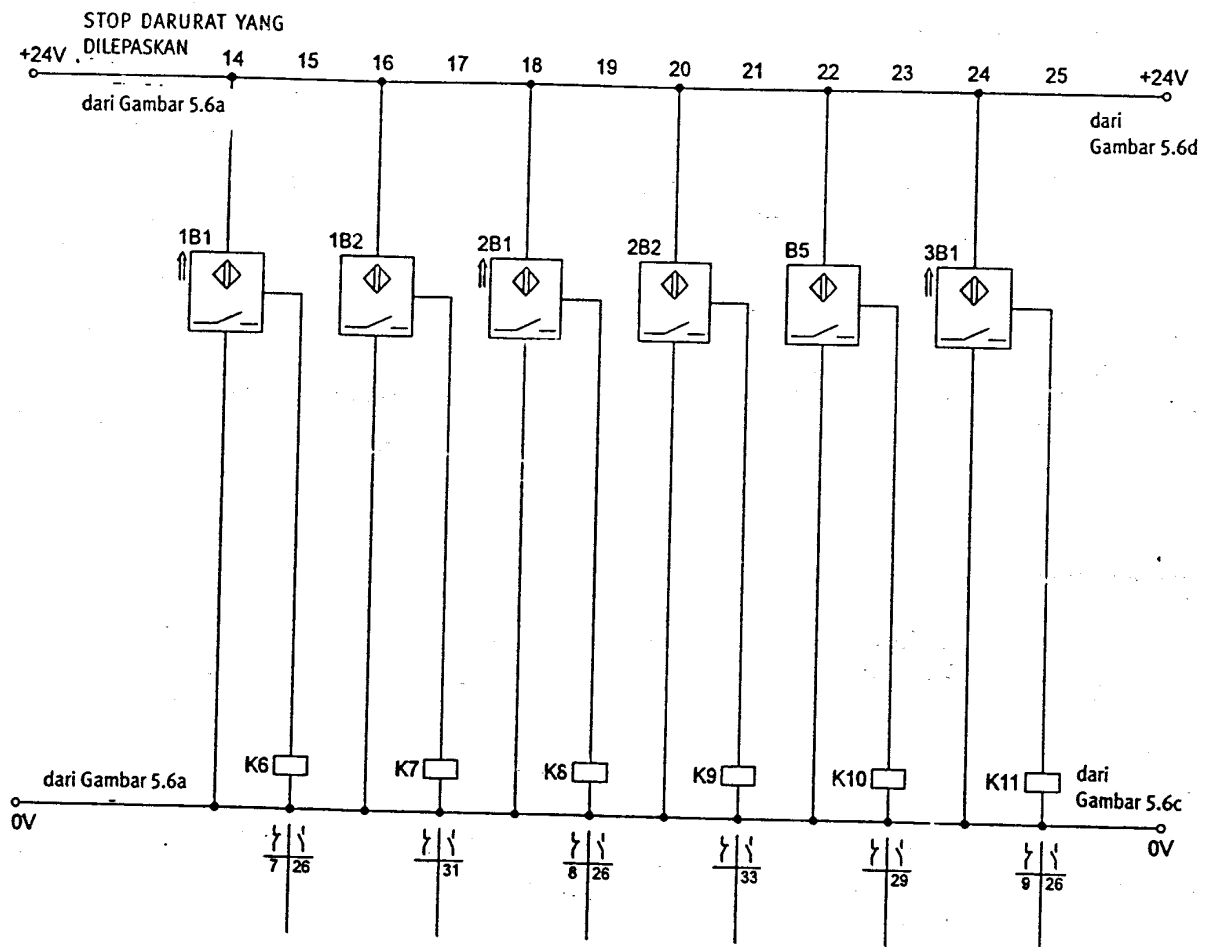 STOP DARURAT YANG
DILEPASKAN
+24V
14 15 16 17 18 19 20 21 22 23 24 25
+24V
dari Gambar 5.6a
dari
Gambar 5.6d
1B1 1B2 2B1 2B2 B5 3B1
K6 K7 K8 K9 K10 K11
dari Gambar 5.6a
dari
Gambar 5.6c
0V
0V
7 26 31 8 26 33 29 9 26